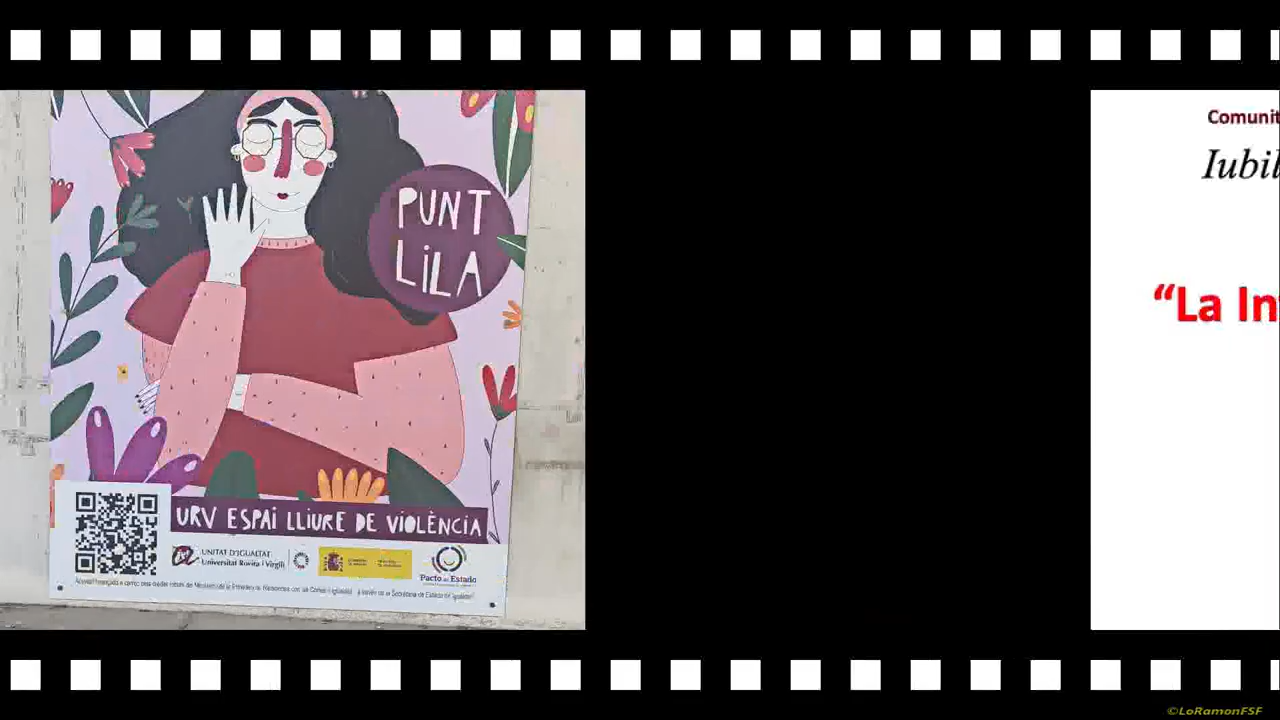 PUNT
LiLA
URV ESPAi LLIURE DE ViOLÈNCiA
UNITAT D'IGUALTAT
Universitat Rovira i Virgili
Pacto de Estado
Comunit
Iubil
“La In
©LoRamonFSF